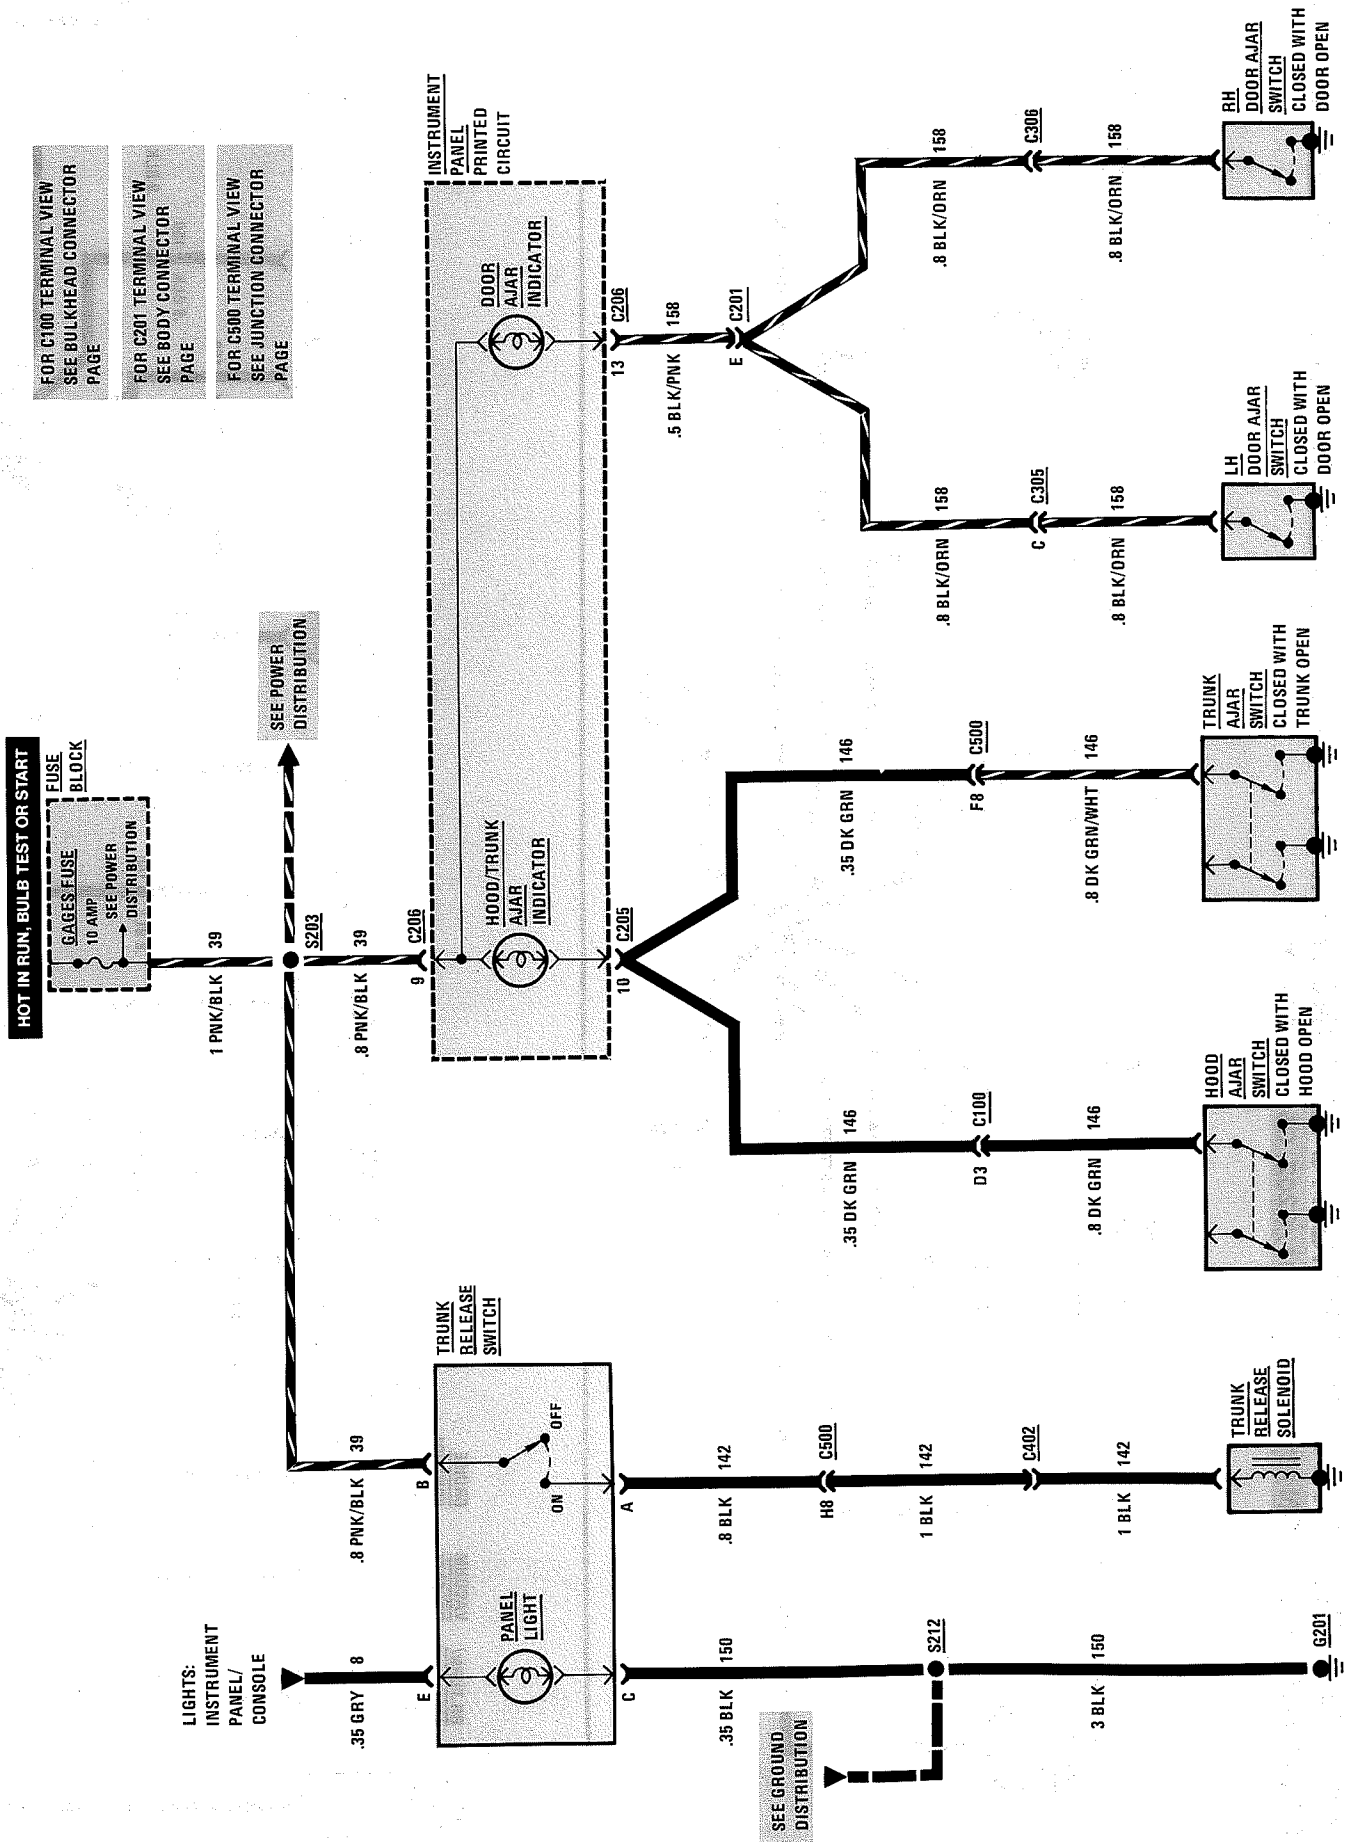 HOT IN RUN, BULB TEST OR START
FUSE
BLOCK
GAGES FUSE
10 AMP
SEE POWER
DISTRIBUTION
1 PNK/BLK
39
S203
SEE POWER
DISTRIBUTION
.8 PNK/BLK
39
9
C206
FOR C100 TERMINAL VIEW
SEE BULKHEAD CONNECTOR
PAGE
FOR C201 TERMINAL VIEW
SEE BODY CONNECTOR
PAGE
FOR C500 TERMINAL VIEW
SEE JUNCTION CONNECTOR
PAGE
LIGHTS:
INSTRUMENT
PANEL/
CONSOLE
.35 GRY
8
E
.8 PNK/BLK
39
B
TRUNK
RELEASE
SWITCH
PANEL
LIGHT
ON
OFF
C
A
HOOD/TRUNK
AJAR
INDICATOR
DOOR
AJAR
INDICATOR
INSTRUMENT
PANEL
PRINTED
CIRCUIT
10
C205
13
C206
.5 BLK/PNK
158
E
C201
.35 BLK
150
S212
SEE GROUND
DISTRIBUTION
3 BLK
150
G201
.8 BLK
142
H8
C500
1 BLK
142
C402
1 BLK
142
TRUNK
RELEASE
SOLENOID
.35 DK GRN
146
D3
C100
.8 DK GRN
146
HOOD
AJAR
SWITCH
CLOSED WITH
HOOD OPEN
.35 DK GRN
146
F8
C500
.8 DK GRN/WHT
146
TRUNK
AJAR
SWITCH
CLOSED WITH
TRUNK OPEN
.8 BLK/ORN
158
C
C305
.8 BLK/ORN
158
LH
DOOR AJAR
SWITCH
CLOSED WITH
DOOR OPEN
.8 BLK/ORN
158
C306
.8 BLK/ORN
158
RH
DOOR AJAR
SWITCH
CLOSED WITH
DOOR OPEN